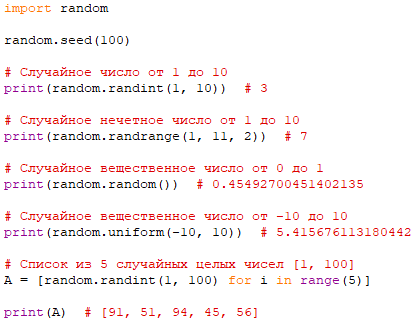 import random
random.seed(100)
# Случайное число от 1 до 10
print(random.randint(1, 10))  # 3
# Случайное нечетное число от 1 до 10
print(random.randrange(1, 11, 2))  # 7
# Случайное вещественное число от 0 до 1
print(random.random())  # 0.45492700451402135
# Случайное вещественное число от -10 до 10
print(random.uniform(-10, 10))  # 5.415676113180442
# Список из 5 случайных целых чисел [1, 100]
A = [random.randint(1, 100) for i in range(5)]
print(A)  # [91, 51, 94, 45, 56]